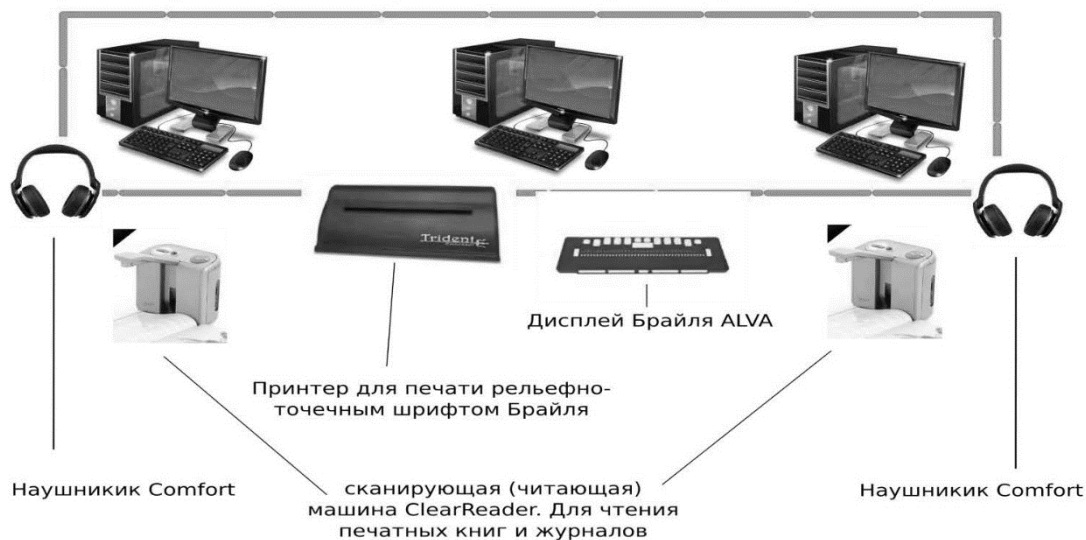 Trident
Дисплей Брайля ALVA
Принтер для печати рельефно-
точечным шрифтом Брайля
Наушникик Comfort
сканирующая (читающая)
машина ClearReader. Для чтения
печатных книг и журналов
Наушникик Comfort